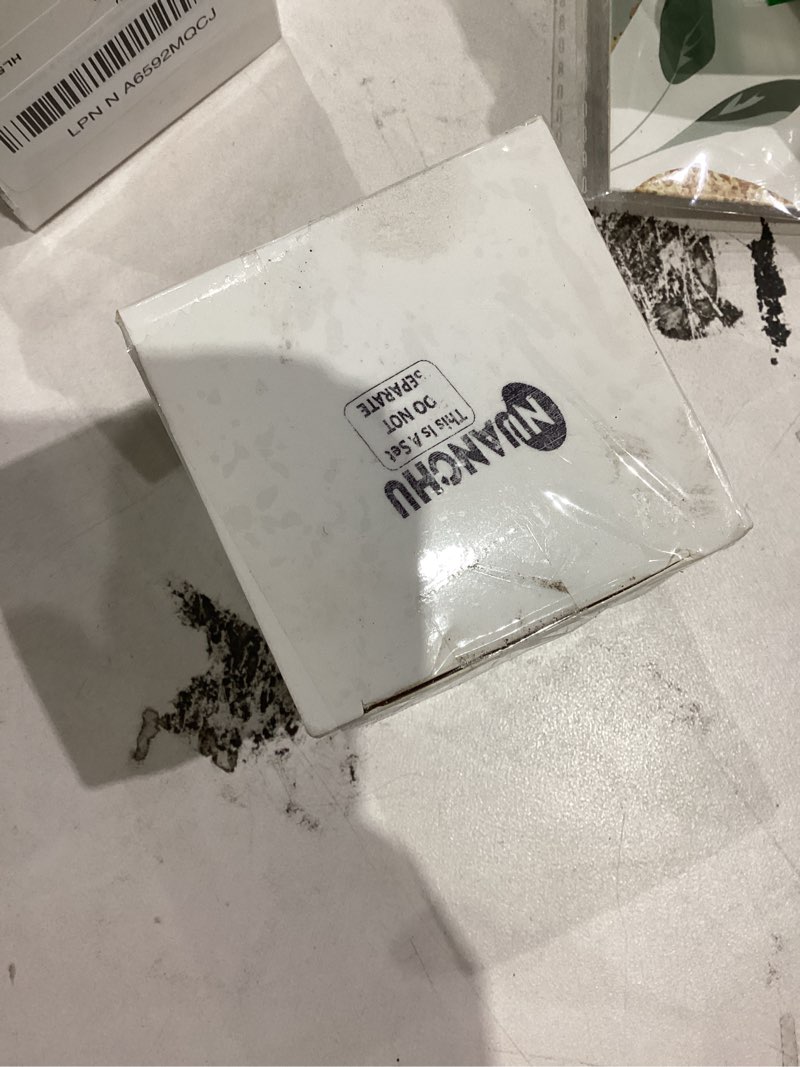 LPN N A6592MQCJ
NUANCHU
This Is A Set
DO NOT
SEPARATE